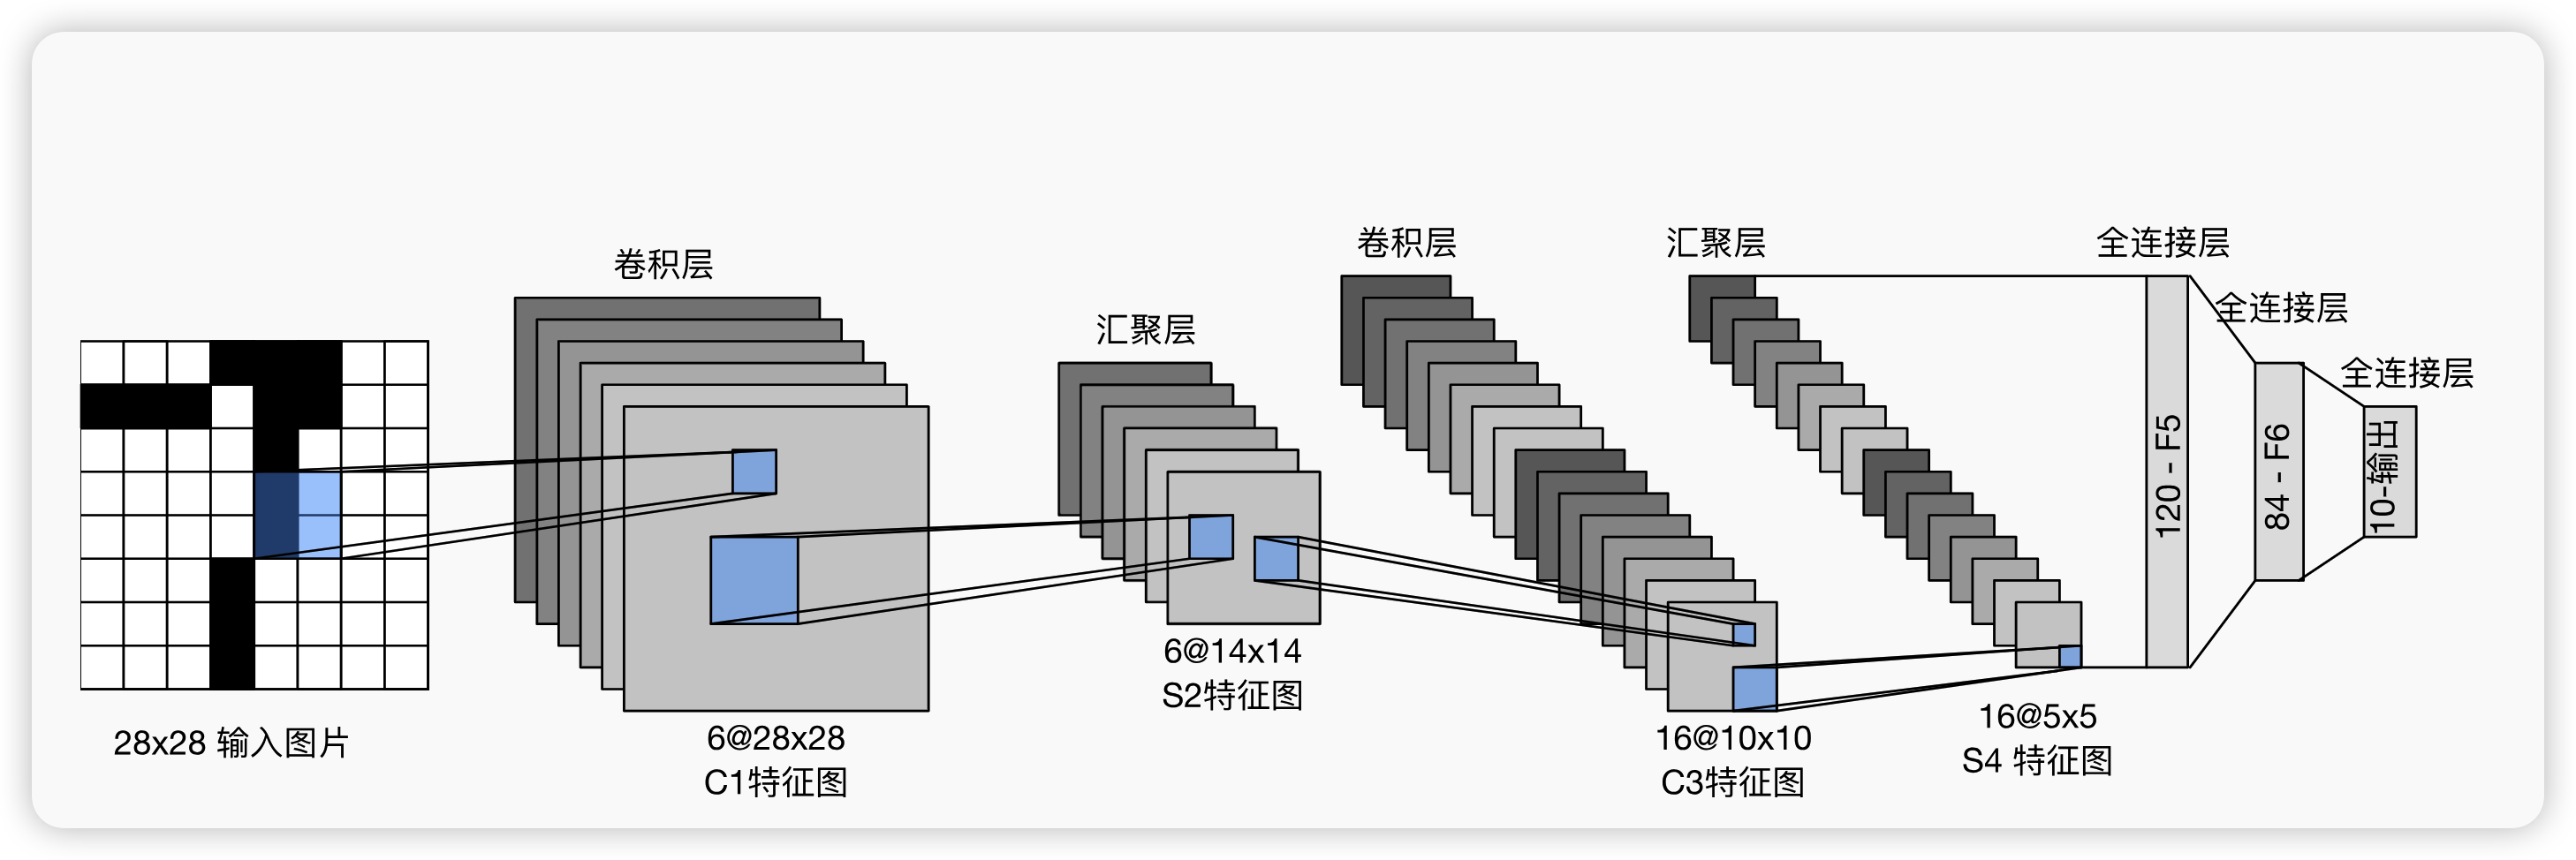 卷积层
汇聚层
卷积层
汇聚层
全连接层
全连接层
全连接层
120 - F5
84 - F6
10-输出
28x28 输入图片
6@28x28
C1特征图
6@14x14
S2特征图
16@10x10
C3特征图
16@5x5
S4 特征图